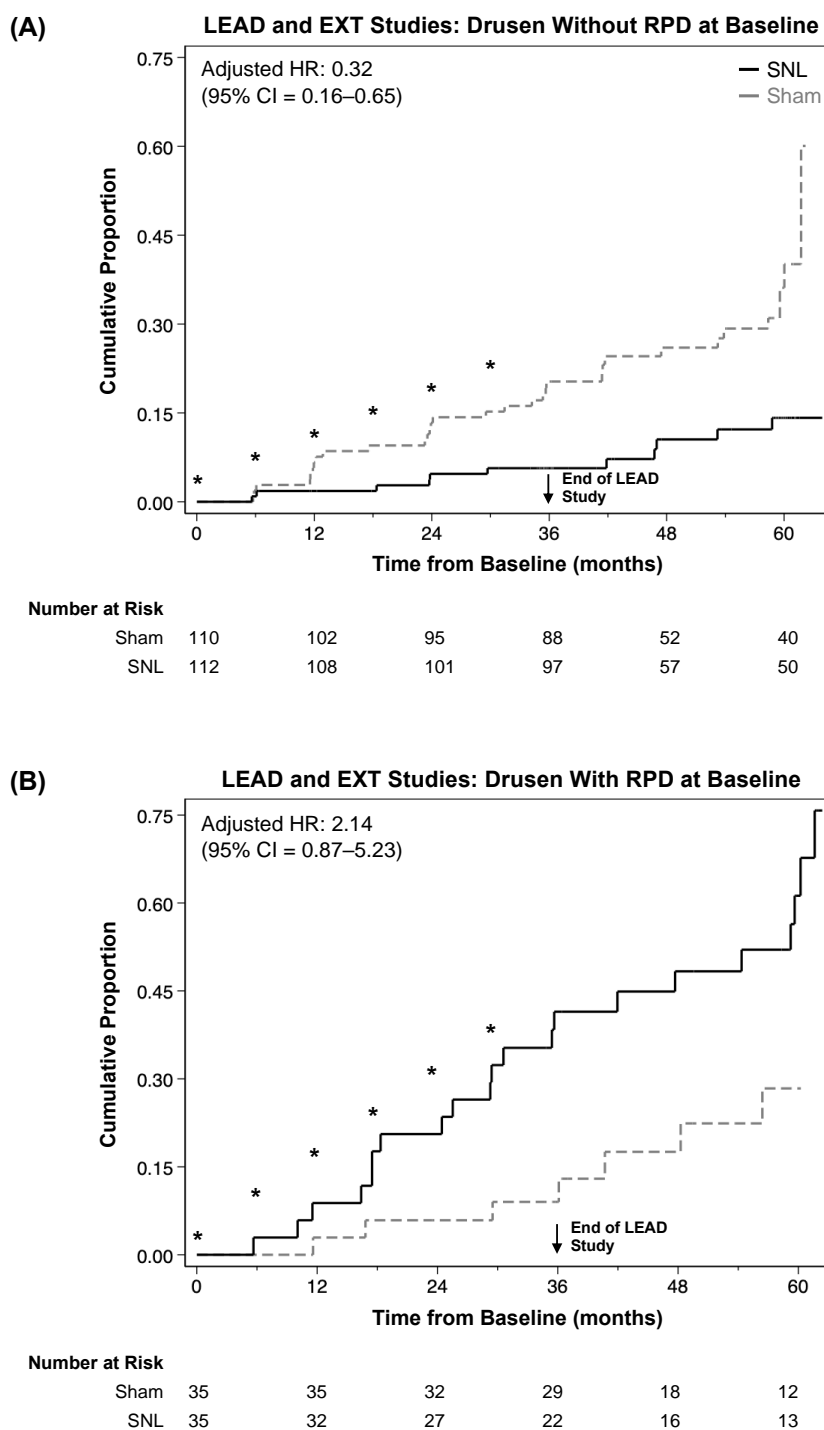 (A)
LEAD and EXT Studies: Drusen Without RPD at Baseline
Adjusted HR: 0.32
(95% CI = 0.16–0.65)
SNL
Sham
Cumulative Proportion
0.75
0.60
0.45
0.30
0.15
0.00
* * * * * *
End of LEAD
Study
0 12 24 36 48 60
Time from Baseline (months)
Number at Risk
Sham 110 102 95 88 52 40
SNL 112 108 101 97 57 50
(B)
LEAD and EXT Studies: Drusen With RPD at Baseline
Adjusted HR: 2.14
(95% CI = 0.87–5.23)
Cumulative Proportion
0.75
0.60
0.45
0.30
0.15
0.00
* * * * * *
End of LEAD
Study
0 12 24 36 48 60
Time from Baseline (months)
Number at Risk
Sham 35 35 32 29 18 12
SNL 35 32 27 22 16 13